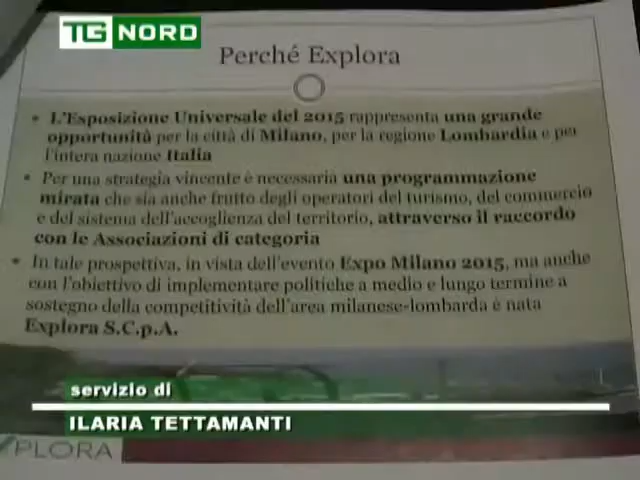 TG NORD
Perché Explora
• L'Esposizione Universale del 2015 rappresenta una grande
opportunità per la città di Milano, per la regione Lombardia e per
l'intera nazione Italia
• Per una strategia vincente è necessaria una programmazione
mirata che sia anche frutto degli operatori del turismo, del commercio
e del sistema dell'accoglienza del territorio, attraverso il raccordo
con le Associazioni di categoria
• In tale prospettiva, in vista dell'evento Expo Milano 2015, ma anche
con l'obiettivo di implementare politiche a medio e lungo termine a
sostegno della competitività dell'area milanese-lombarda è nata
Explora S.C.p.A.
servizio di
ILARIA TETTAMANTI
XPLORA